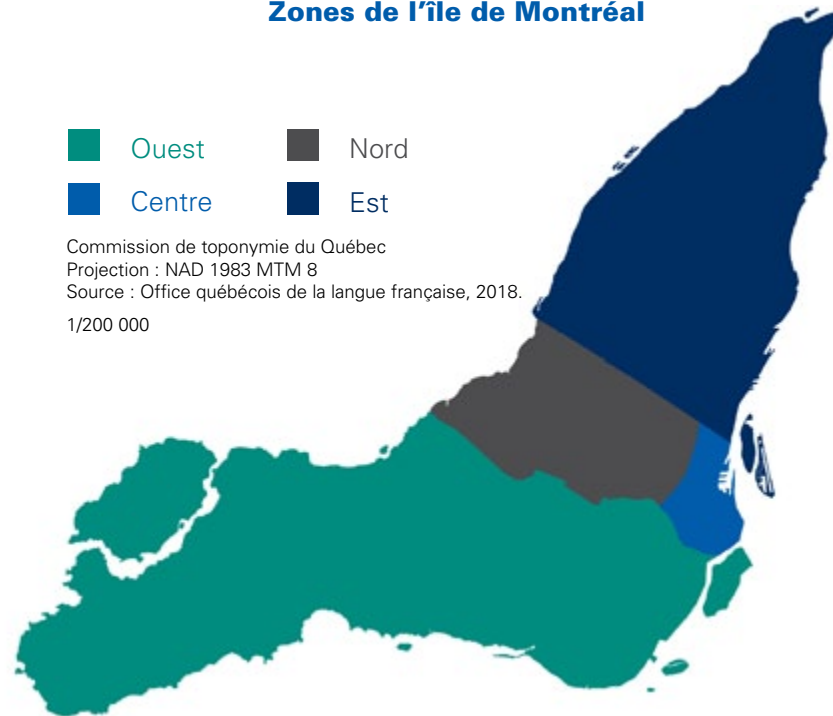 Zones de l'île de Montréal
Ouest
Nord
Centre
Est
Commission de toponymie du Québec
Projection : NAD 1983 MTM 8
Source : Office québécois de la langue française, 2018.
1/200 000